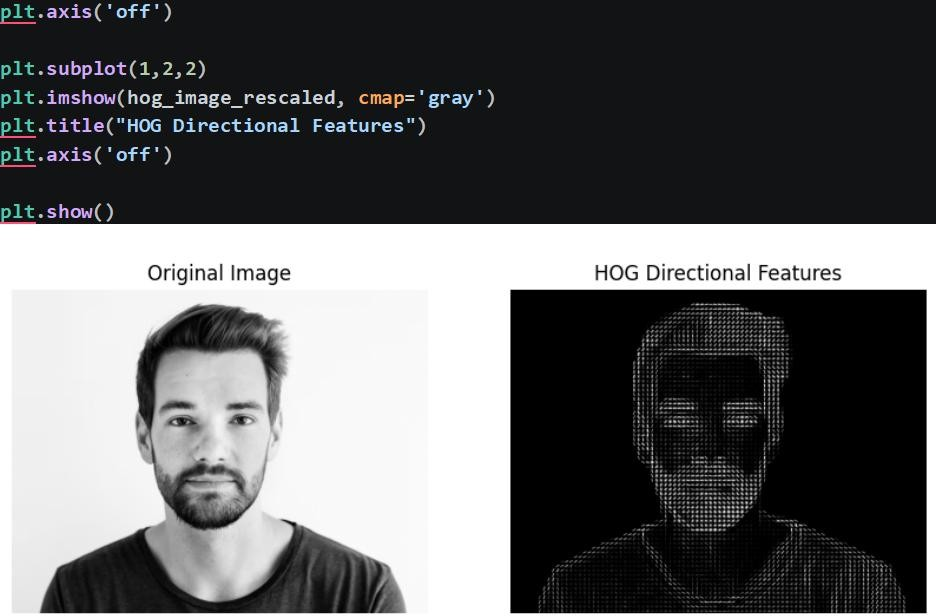 plt.axis('off')
plt.subplot(1,2,2)
plt.imshow(hog_image_rescaled, cmap='gray')
plt.title("HOG Directional Features")
plt.axis('off')
plt.show()
Original Image
HOG Directional Features